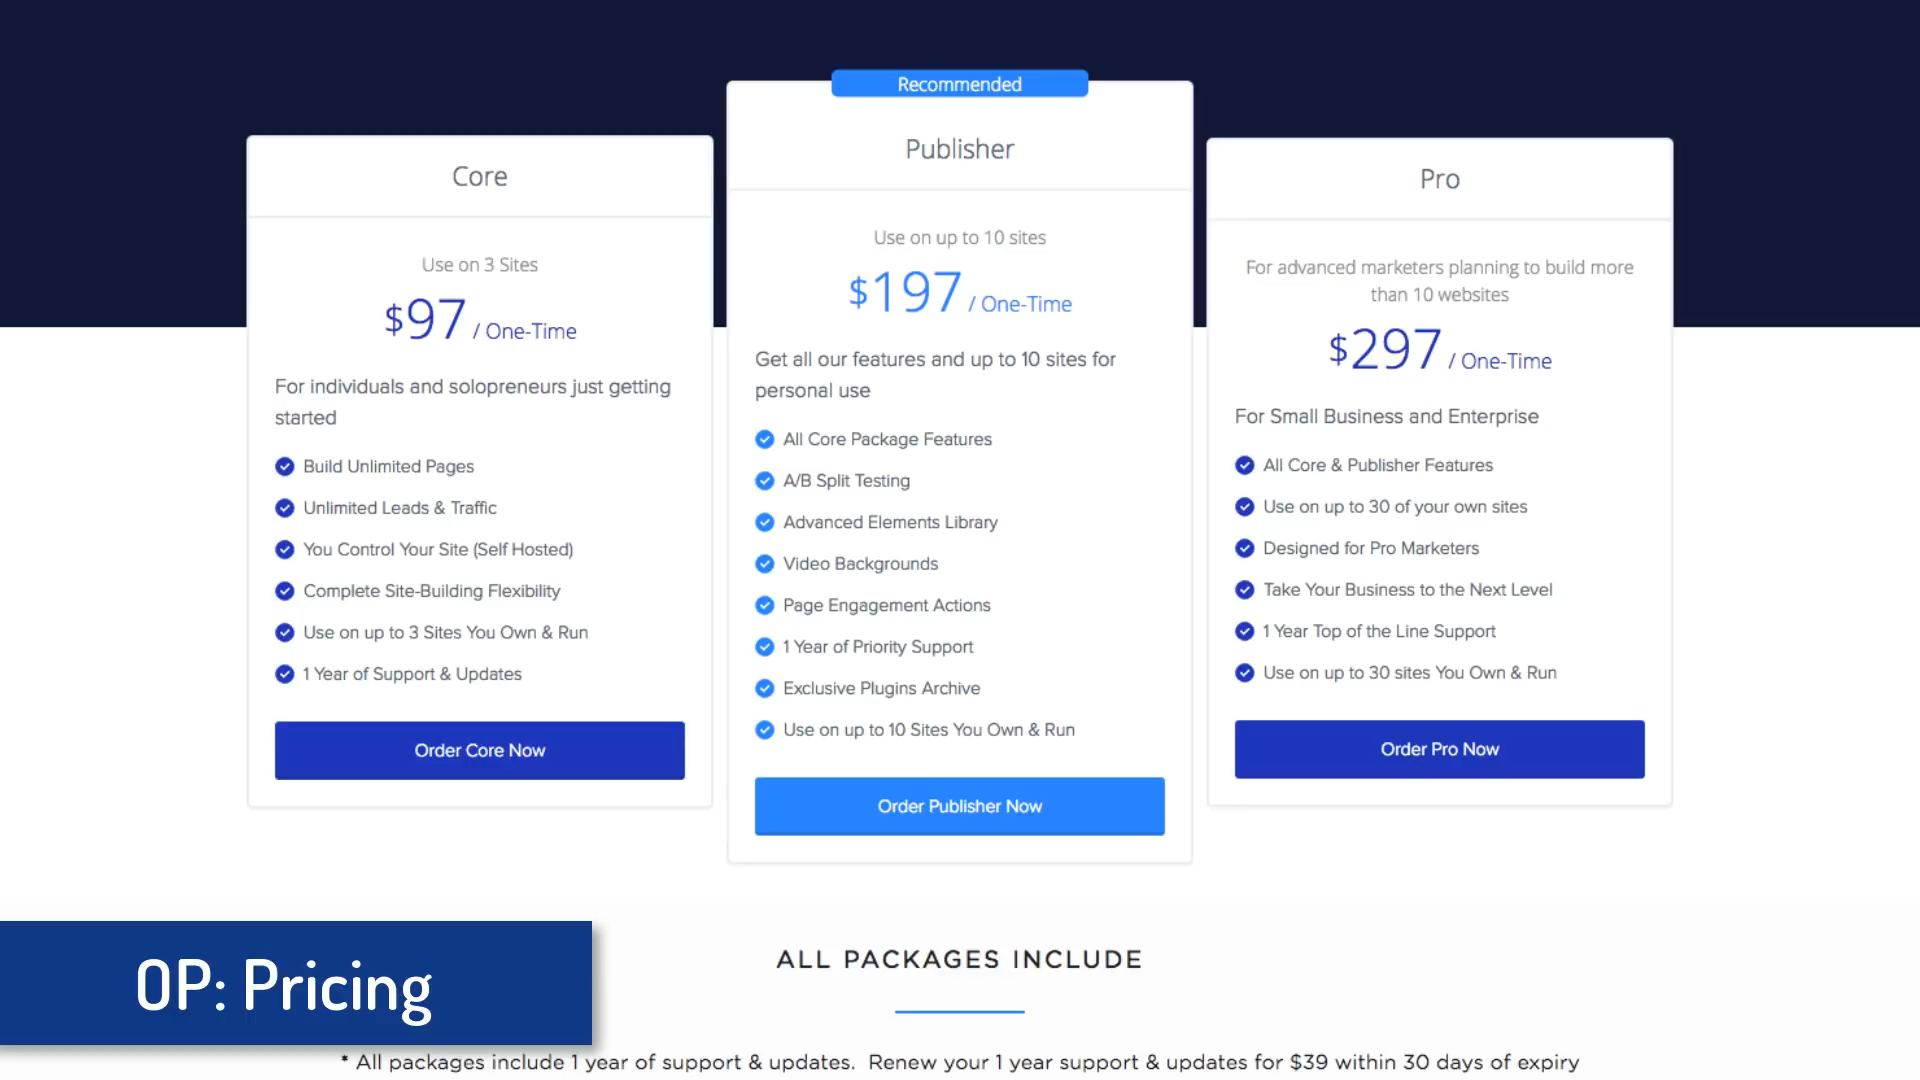 Core
Use on 3 Sites
$97 / One-Time
For individuals and solopreneurs just getting
started
Build Unlimited Pages
Unlimited Leads & Traffic
You Control Your Site (Self Hosted)
Complete Site-Building Flexibility
Use on up to 3 Sites You Own & Run
1 Year of Support & Updates
Order Core Now
Recommended
Publisher
Use on up to 10 sites
$197 / One-Time
Get all our features and up to 10 sites for
personal use
All Core Package Features
A/B Split Testing
Advanced Elements Library
Video Backgrounds
Page Engagement Actions
1 Year of Priority Support
Exclusive Plugins Archive
Use on up to 10 Sites You Own & Run
Order Publisher Now
Pro
For advanced marketers planning to build more
than 10 websites
$297 / One-Time
For Small Business and Enterprise
All Core & Publisher Features
Use on up to 30 of your own sites
Designed for Pro Marketers
Take Your Business to the Next Level
1 Year Top of the Line Support
Use on up to 30 sites You Own & Run
Order Pro Now
ALL PACKAGES INCLUDE
OP: Pricing
* All packages include 1 year of support & updates. Renew your 1 year support & updates for $39 within 30 days of expiry